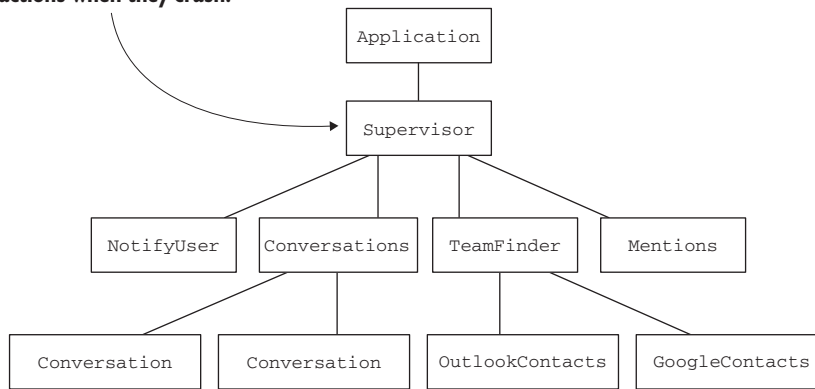 actions when they crash.
Application
Supervisor
NotifyUser
Conversations
TeamFinder
Mentions
Conversation
Conversation
OutlookContacts
GoogleContacts